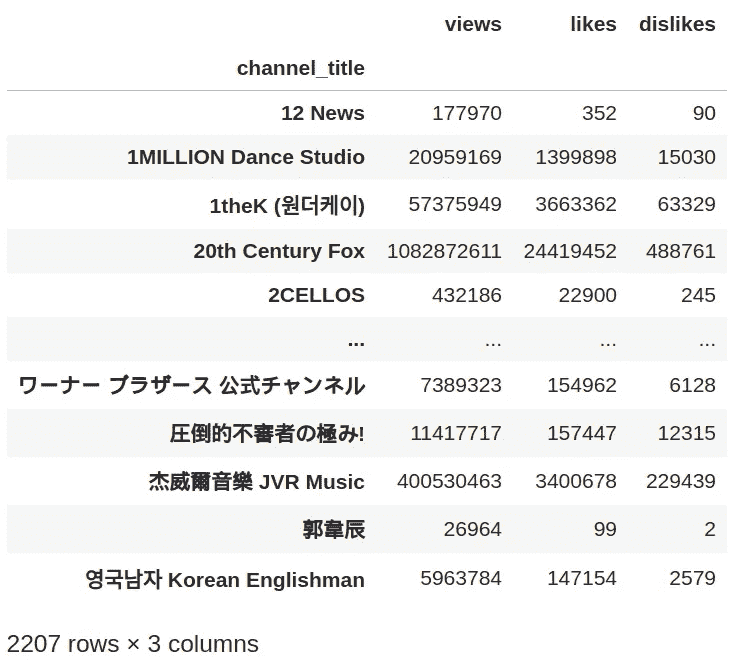 views likes dislikes
channel_title
12 News 177970 352 90
1MILLION Dance Studio 20959169 1399898 15030
1theK (원더케이) 57375949 3663362 63329
20th Century Fox 1082872611 24419452 488761
2CELLOS 432186 22900 245
... ... ... ...
ワーナー ブラザース 公式チャンネル 7389323 154962 6128
圧倒的不審者の極み! 11417717 157447 12315
杰威爾音樂 JVR Music 400530463 3400678 229439
郭韋辰 26964 99 2
영국남자 Korean Englishman 5963784 147154 2579
2207 rows × 3 columns